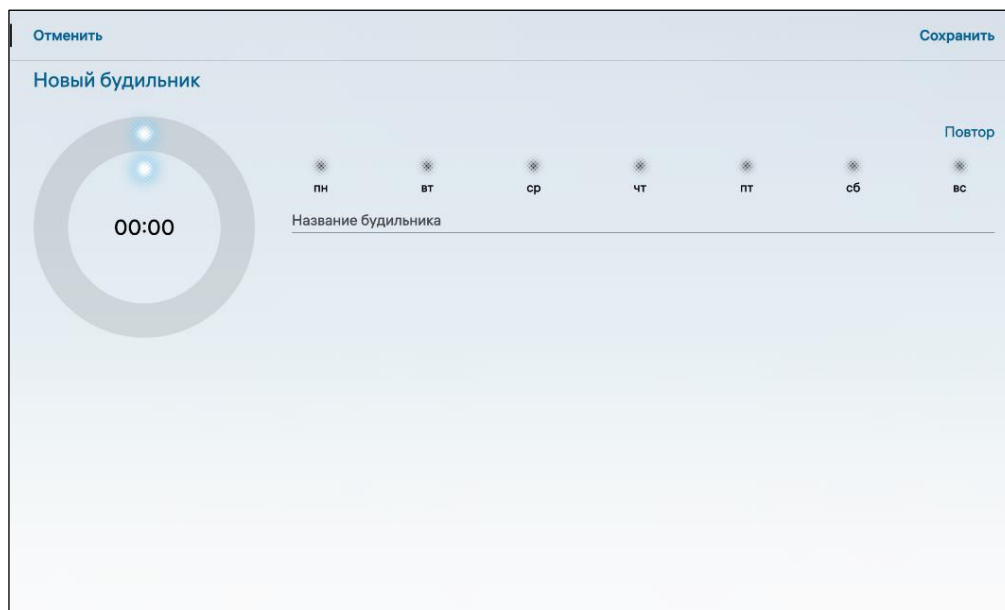 Отменить Сохранить
Новый будильник
Повтор
пн вт ср чт пт сб вс
00:00
Название будильника